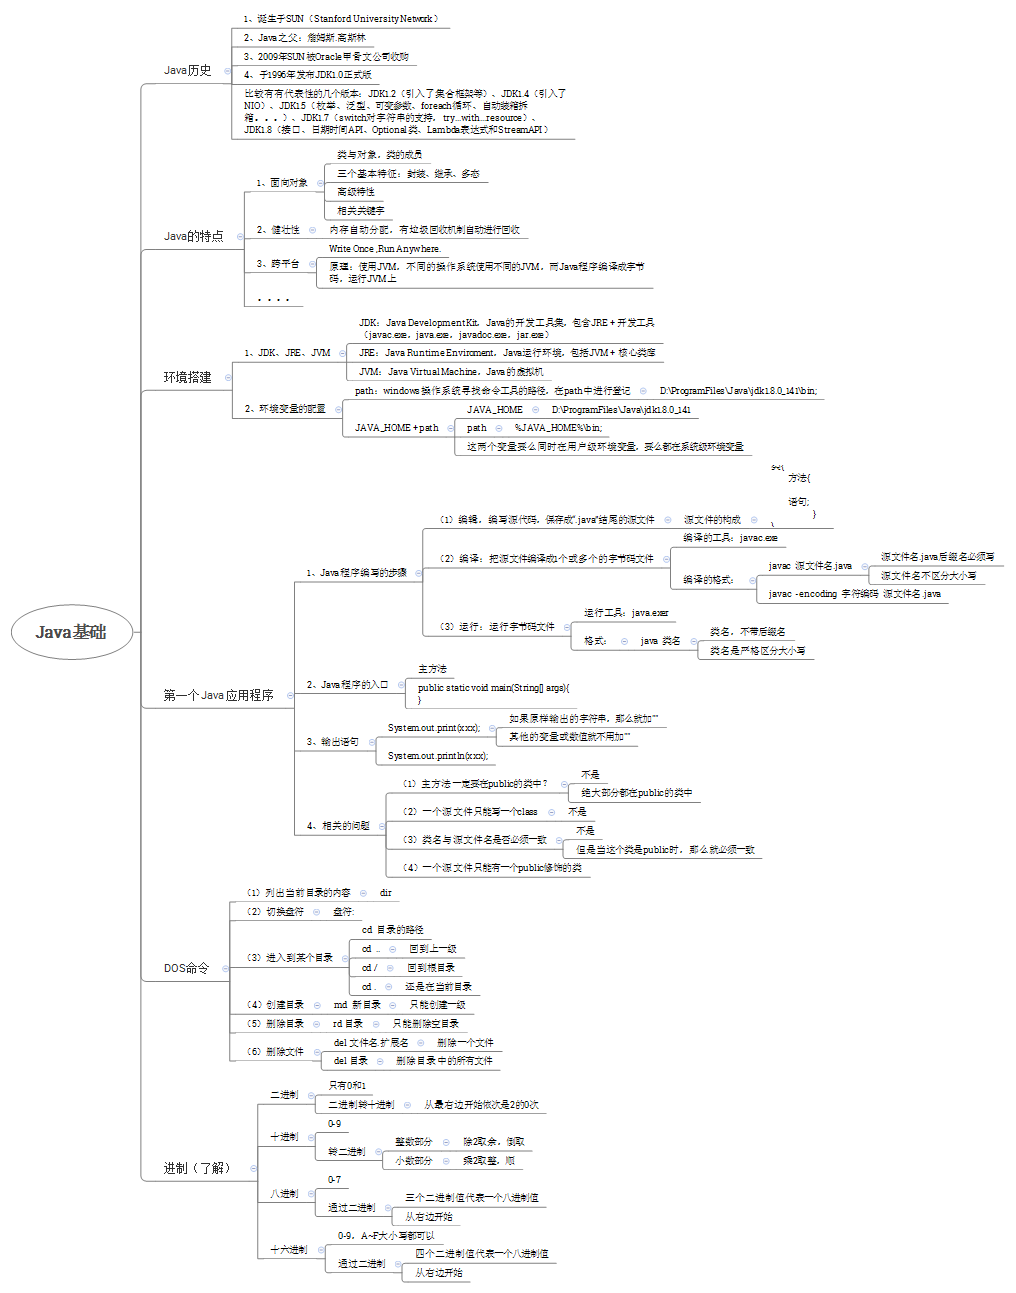 Java基础
Java历史
1、诞生于SUN（Stanford University Network）
2、Java之父：詹姆斯.高斯林
3、2009年SUN被Oracle甲骨文公司收购
4、于1996年发布JDK1.0正式版
比较有有代表性的几个版本：JDK1.2（引入了集合框架等）、JDK1.4（引入了
NIO）、JDK1.5（枚举、泛型、可变参数、foreach循环、自动装箱拆
箱。。。）、JDK1.7（switch对字符串的支持，try...with...resource）、
JDK1.8（接口、日期时间API、Optional类、Lambda表达式和StreamAPI）
Java的特点
1、面向对象
类与对象，类的成员
三个基本特征：封装、继承、多态
高级特性
相关关键字
2、健壮性
内存自动分配，有垃圾回收机制自动进行回收
3、跨平台
Write Once ,Run Anywhere.
原理：使用JVM，不同的操作系统使用不同的JVM，而Java程序编译成字节
码，运行JVM上
。。。。
环境搭建
1、JDK、JRE、JVM
JDK：Java Development Kit，Java的开发工具集，包含JRE + 开发工具
（javac.exe，java.exe，javadoc.exe，jar.exe）
JRE：Java Runtime Enviroment，Java运行环境，包括JVM + 核心类库
JVM：Java Virtual Machine，Java的虚拟机
2、环境变量的配置
path：windows操作系统寻找命令工具的路径，在path中进行登记
D:\ProgramFiles\Java\jdk1.8.0_141\bin;
JAVA_HOME + path
JAVA_HOME
D:\ProgramFiles\Java\jdk1.8.0_141
path
%JAVA_HOME%\bin;
这两个变量要么同时在用户级环境变量，要么都在系统级环境变量
第一个Java应用程序
1、Java程序编写的步骤
（1）编辑，编写源代码，保存成".java"结尾的源文件
源文件的构成
方法{
语句;
}
（2）编译：把源文件编译成1个或多个的字节码文件
编译的工具：javac.exe
编译的格式：
javac 源文件名.java
源文件名.java后缀名必须写
源文件名不区分大小写
javac -encoding 字符编码 源文件名.java
（3）运行：运行字节码文件
运行工具：java.exer
格式：
java 类名
类名，不带后缀名
类名是严格区分大小写
2、Java程序的入口
主方法
public static void main(String[] args){
}
3、输出语句
System.out.print(xxx);
如果原样输出的字符串，那么就加""
其他的变量或数值就不用加""
System.out.println(xxx);
4、相关的问题
（1）主方法一定要在public的类中？
不是
绝大部分都在public的类中
（2）一个源文件只能写一个class
不是
（3）类名与源文件名是否必须一致
不是
但是当这个类是public时，那么就必须一致
（4）一个源文件只能有一个public修饰的类
DOS命令
（1）列出当前目录的内容
dir
（2）切换盘符
盘符:
（3）进入到某个目录
cd 目录的路径
cd ..
回到上一级
cd /
回到根目录
cd .
还是在当前目录
（4）创建目录
md 新目录
只能创建一级
（5）删除目录
rd 目录
只能删除空目录
（6）删除文件
del 文件名.扩展名
删除一个文件
del 目录
删除目录中的所有文件
进制（了解）
二进制
只有0和1
二进制转十进制
从最右边开始依次是2的0次
十进制
0-9
转二进制
整数部分
除2取余，倒取
小数部分
乘2取整，顺
八进制
0-7
通过二进制
三个二进制值代表一个八进制值
从右边开始
十六进制
0-9，A~F大小写都可以
通过二进制
四个二进制值代表一个八进制值
从右边开始